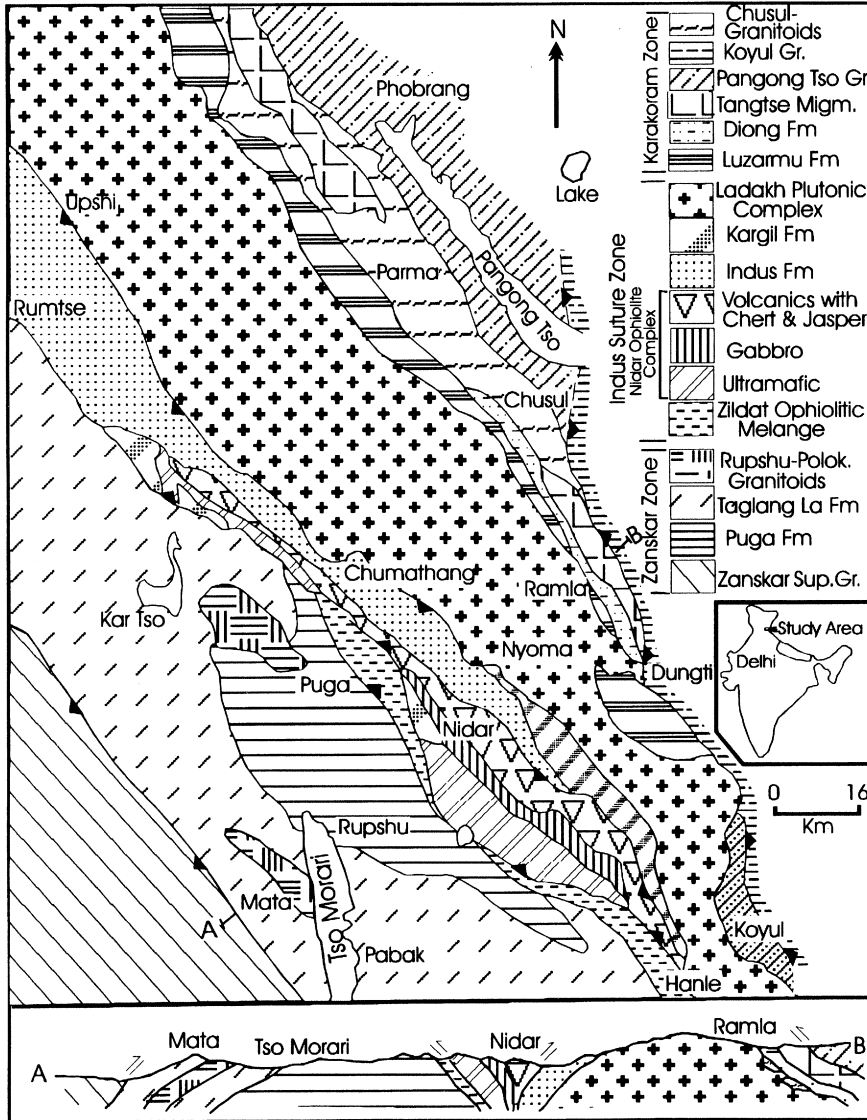 Phobrang
Upshi
Parma
Rumtse
Pangong Tso
Chusul
Chumathang
Ramla
B
Kar Tso
Nyoma
Puga
Dungti
Nidar
Rupshu
Mata
A
Tso Morari
Pabak
Koyul
Hanle
N
Lake
Karakoram Zone
Chusul-
Granitoids
Koyul Gr.
Pangong Tso Gr
Tangtse Migm.
Diong Fm
Luzarmu Fm
Indus Suture Zone
Ladakh Plutonic
Complex
Kargil Fm
Indus Fm
Nidar Ophiolite
Complex
Volcanics with
Chert & Jasper
Gabbro
Ultramafic
Zildat Ophiolitic
Melange
Zanskar Zone
Rupshu-Polok.
Granitoids
Taglang La Fm
Puga Fm
Zanskar Sup.Gr.
Study Area
Delhi
0 16
Km
A
Mata
Tso Morari
Nidar
Ramla
B